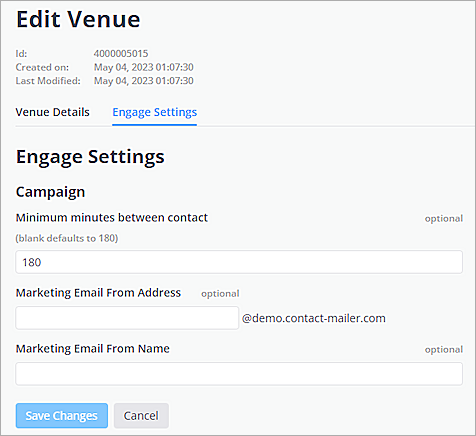 Edit Venue
Id: 4000005015
Created on: May 04, 2023 01:07:30
Last Modified: May 04, 2023 01:07:30
Venue Details Engage Settings
Engage Settings
Campaign
Minimum minutes between contact optional
(blank defaults to 180)
180
Marketing Email From Address optional
@demo.contact-mailer.com
Marketing Email From Name optional
Save Changes Cancel